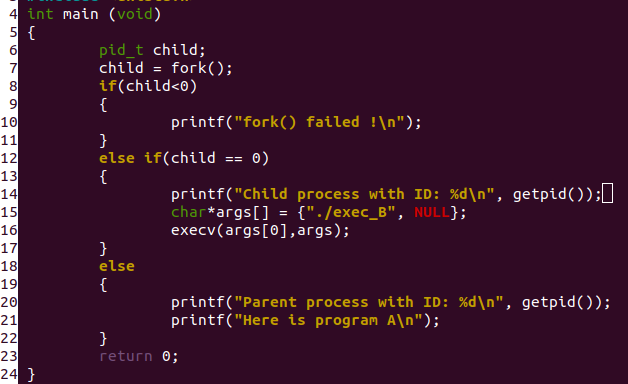 4 int main (void)
5 {
6 pid_t child;
7 child = fork();
8 if(child<0)
9 {
10 printf("fork() failed !\n");
11 }
12 else if(child == 0)
13 {
14 printf("Child process with ID: %d\n", getpid());
15 char*args[] = {"./exec_B", NULL};
16 execv(args[0],args);
17 }
18 else
19 {
20 printf("Parent process with ID: %d\n", getpid());
21 printf("Here is program A\n");
22 }
23 return 0;
24 }